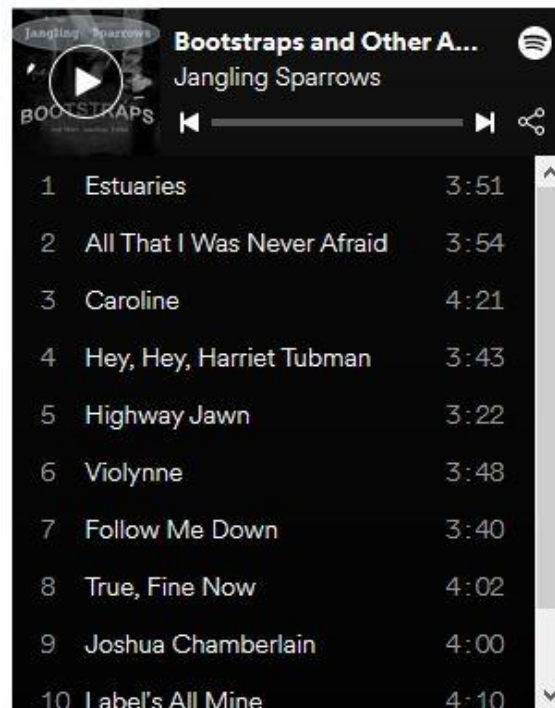 Jangling Sparrows
BOOTSTRAPS
Bootstraps and Other A...
Jangling Sparrows
1 Estuaries 3:51
2 All That I Was Never Afraid 3:54
3 Caroline 4:21
4 Hey, Hey, Harriet Tubman 3:43
5 Highway Jawn 3:22
6 Violynne 3:48
7 Follow Me Down 3:40
8 True, Fine Now 4:02
9 Joshua Chamberlain 4:00
10 Label's All Mine 4:10